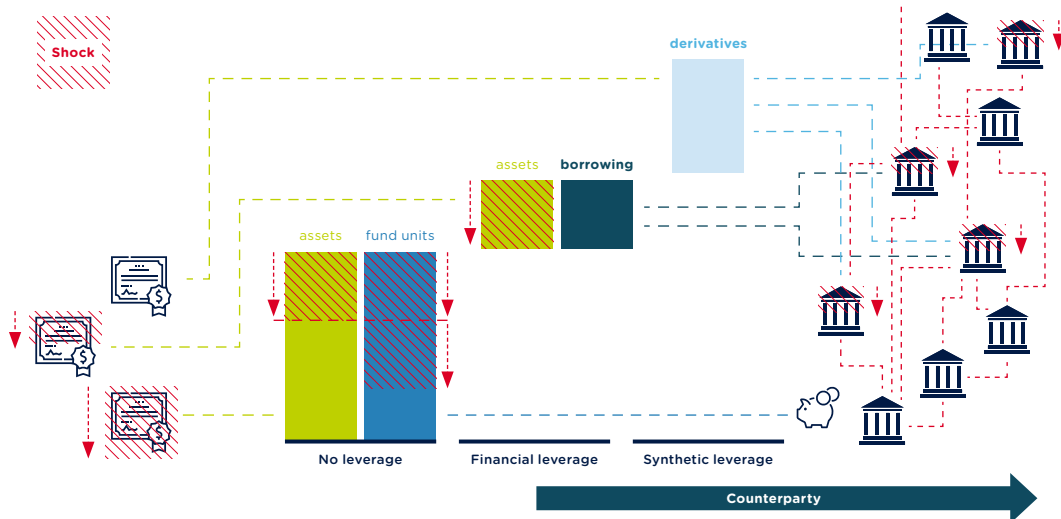 Shock
derivatives
assets
borrowing
assets
fund units
No leverage
Financial leverage
Synthetic leverage
Counterparty